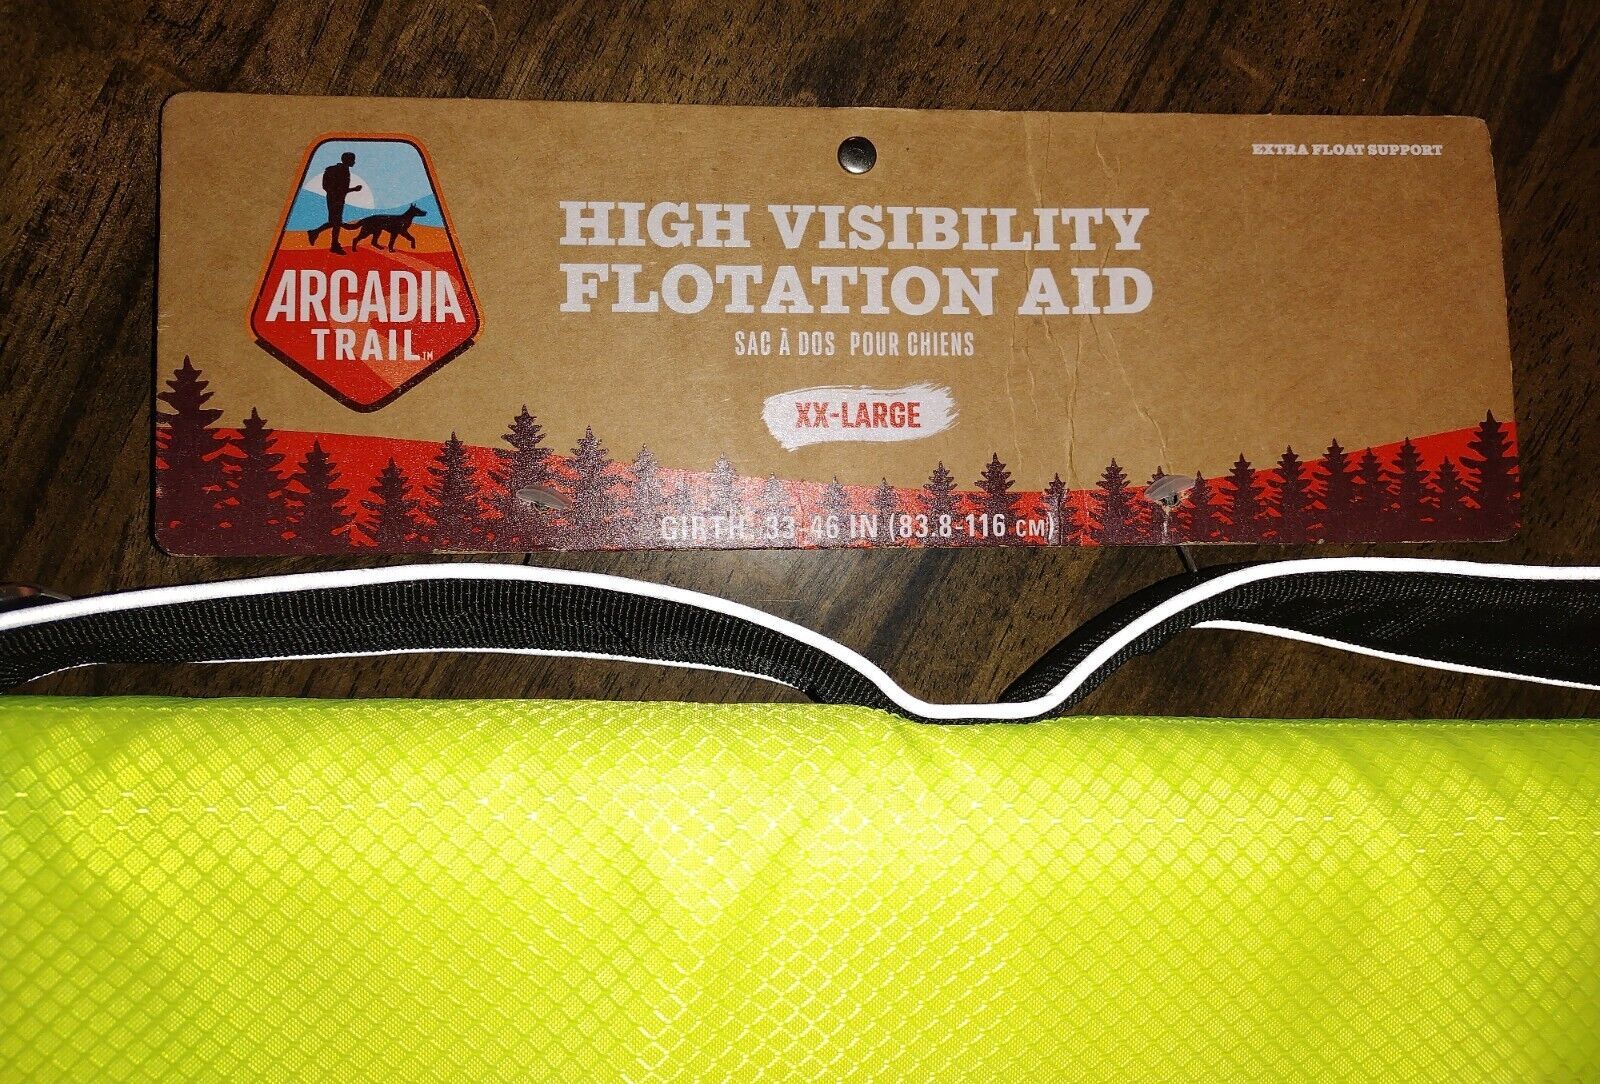 EXTRA FLOAT SUPPORT
ARCADIA
TRAIL™
HIGH VISIBILITY
FLOTATION AID
SAC À DOS POUR CHIENS
XX-LARGE
GIRTH: 33-46 IN (83.8-116 CM)